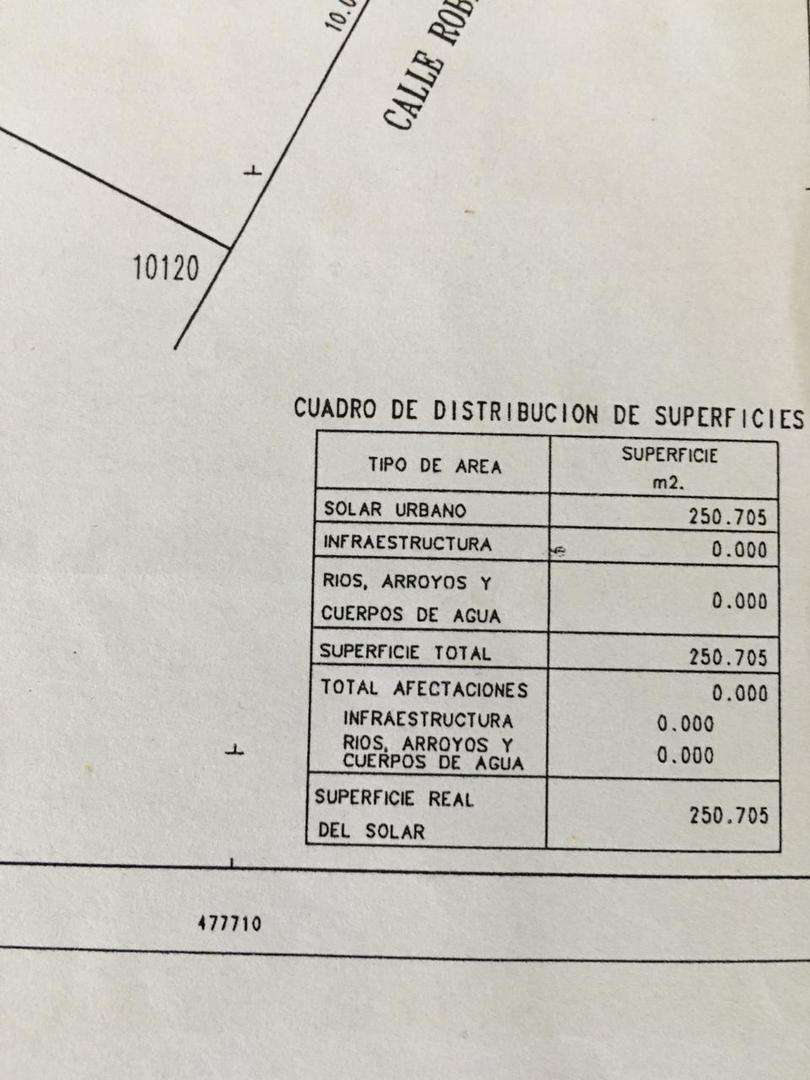 10.0
CALLE
10120
CUADRO DE DISTRIBUCION DE SUPERFICIES
TIPO DE AREA
SUPERFICIE
m2.
SOLAR URBANO
250.705
INFRAESTRUCTURA
0.000
RIOS, ARROYOS Y
CUERPOS DE AGUA
0.000
SUPERFICIE TOTAL
250.705
TOTAL AFECTACIONES
0.000
INFRAESTRUCTURA
0.000
RIOS, ARROYOS Y
CUERPOS DE AGUA
0.000
SUPERFICIE REAL
DEL SOLAR
250.705
477710